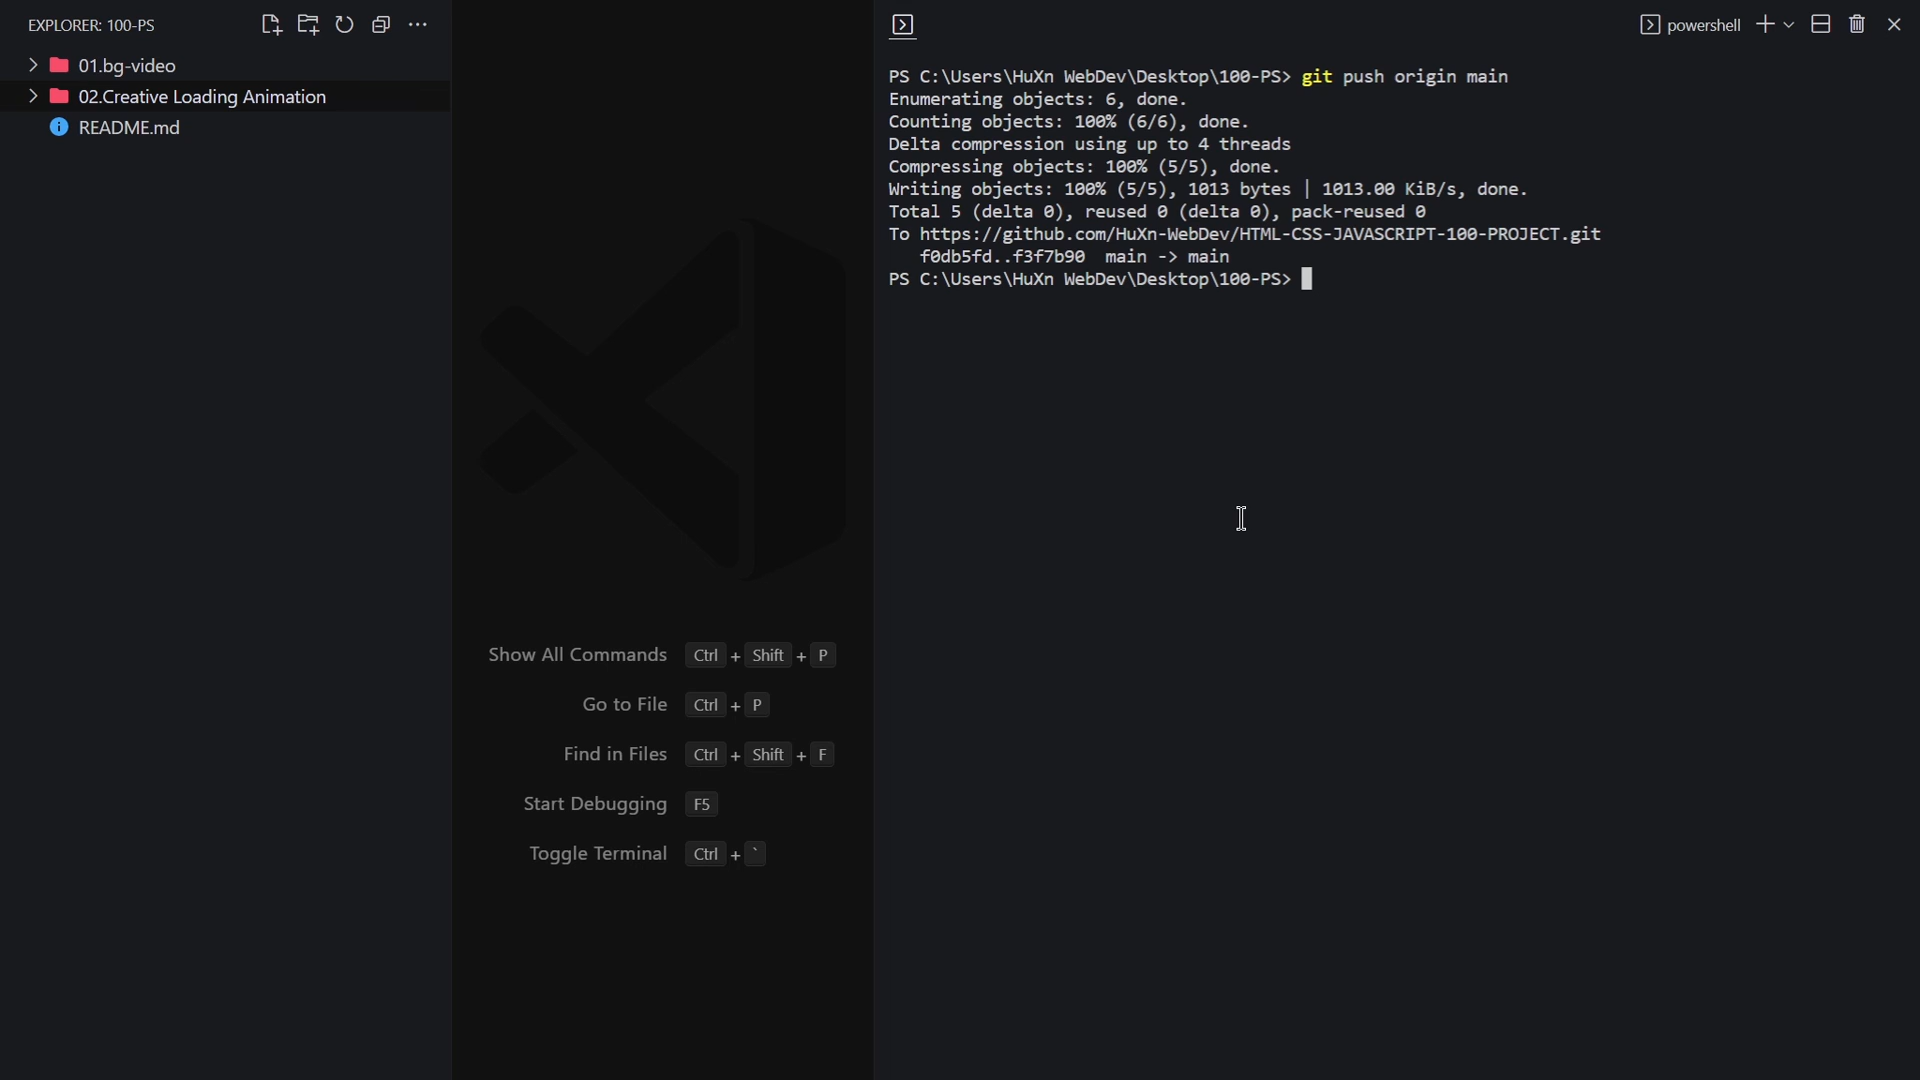 EXPLORER: 100-PS
01.bg-video
02.Creative Loading Animation
README.md
Show All Commands Ctrl + Shift + P
Go to File Ctrl + P
Find in Files Ctrl + Shift + F
Start Debugging F5
Toggle Terminal Ctrl + `
powershell
PS C:\Users\HuXn WebDev\Desktop\100-PS> git push origin main
Enumerating objects: 6, done.
Counting objects: 100% (6/6), done.
Delta compression using up to 4 threads
Compressing objects: 100% (5/5), done.
Writing objects: 100% (5/5), 1013 bytes | 1013.00 KiB/s, done.
Total 5 (delta 0), reused 0 (delta 0), pack-reused 0
To https://github.com/HuXn-WebDev/HTML-CSS-JAVASCRIPT-100-PROJECT.git
f0db5fd..f3f7b90  main -> main
PS C:\Users\HuXn WebDev\Desktop\100-PS>